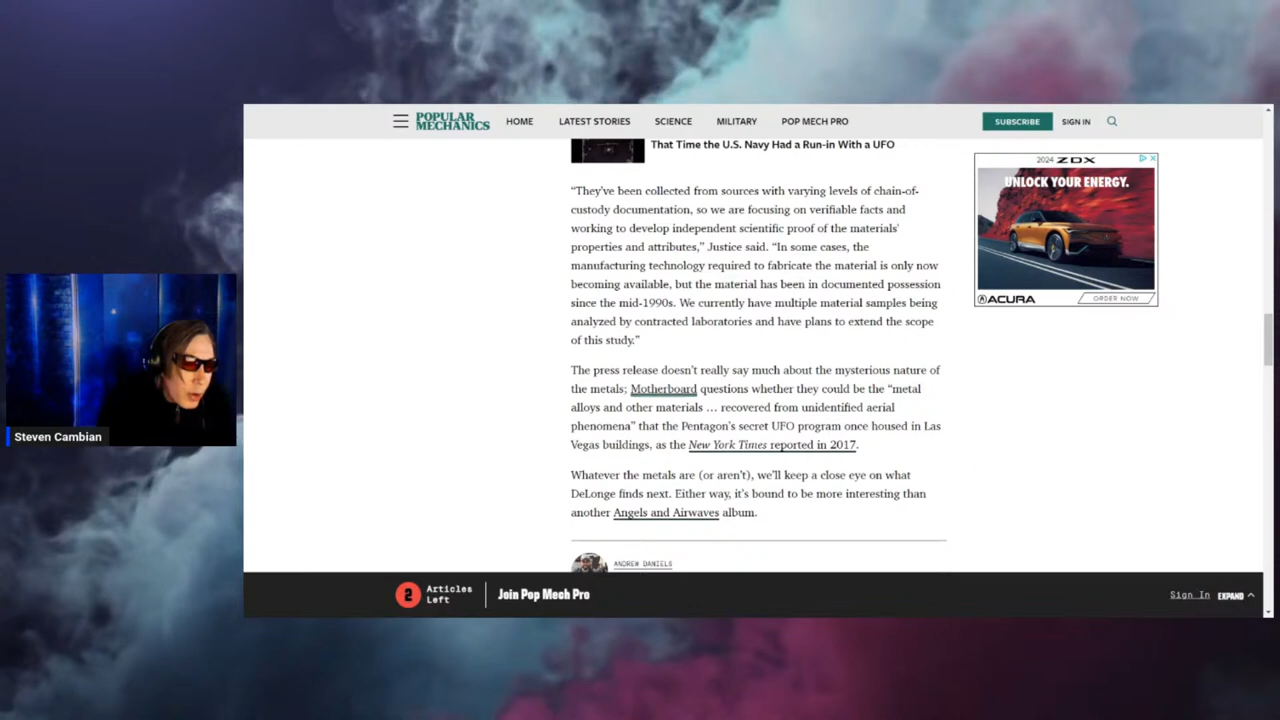 POPULAR
MECHANICS
HOME
LATEST STORIES
SCIENCE
MILITARY
POP MECH PRO
SUBSCRIBE
SIGN IN
That Time the U.S. Navy Had a Run-in With a UFO
“They’ve been collected from sources with varying levels of chain-of-
custody documentation, so we are focusing on verifiable facts and
working to develop independent scientific proof of the materials’
properties and attributes,” Justice said. “In some cases, the
manufacturing technology required to fabricate the material is only now
becoming available, but the material has been in documented possession
since the mid-1990s. We currently have multiple material samples being
analyzed by contracted laboratories and have plans to extend the scope
of this study.”
The press release doesn’t really say much about the mysterious nature of
the metals; Motherboard questions whether they could be the “metal
alloys and other materials … recovered from unidentified aerial
phenomena” that the Pentagon’s secret UFO program once housed in Las
Vegas buildings, as the New York Times reported in 2017.
Whatever the metals are (or aren’t), we’ll keep a close eye on what
DeLonge finds next. Either way, it’s bound to be more interesting than
another Angels and Airwaves album.
ANDREW DANIELS
2024 ZDX
UNLOCK YOUR ENERGY.
ACURA
ORDER NOW
Steven Cambian
2 Articles
Left
Join Pop Mech Pro
Sign In
EXPAND